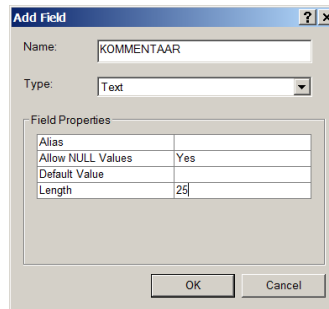 Add Field
Name: KOMMENTAAR
Type: Text
Field Properties
Alias
Allow NULL Values Yes
Default Value
Length 25
OK Cancel